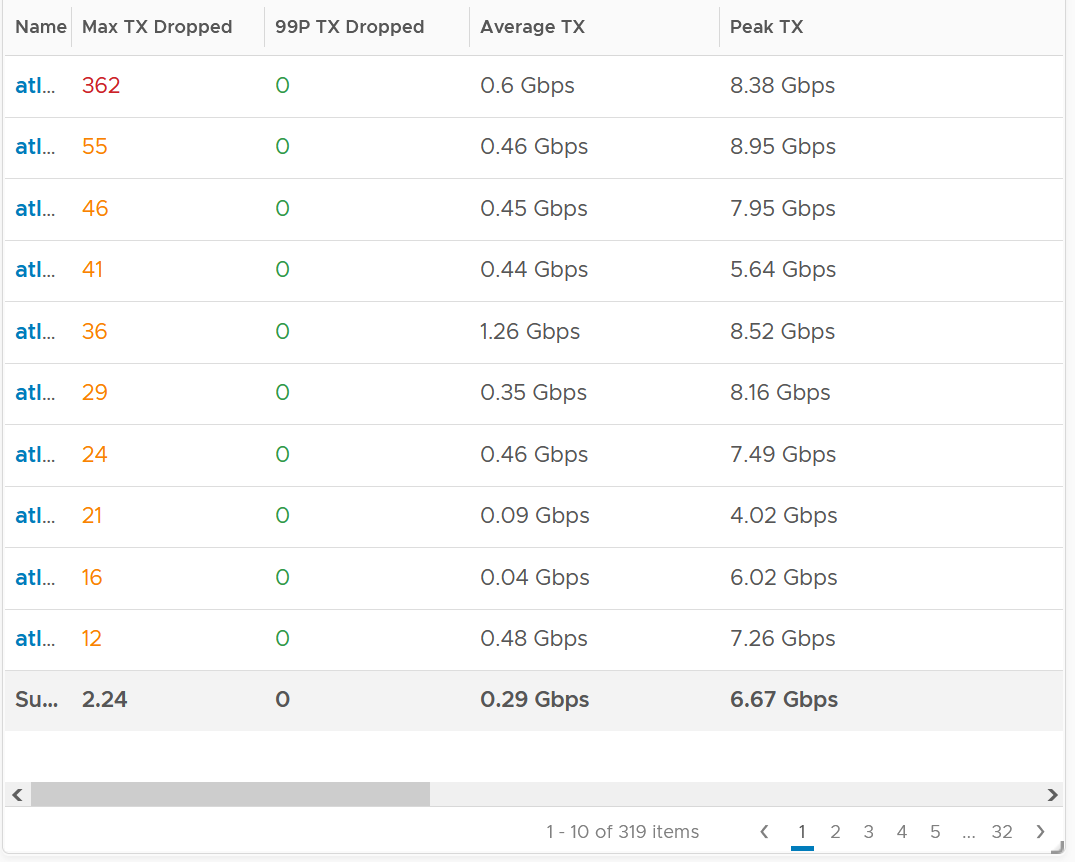 Name Max TX Dropped 99P TX Dropped Average TX Peak TX
atl... 362 0 0.6 Gbps 8.38 Gbps
atl... 55 0 0.46 Gbps 8.95 Gbps
atl... 46 0 0.45 Gbps 7.95 Gbps
atl... 41 0 0.44 Gbps 5.64 Gbps
atl... 36 0 1.26 Gbps 8.52 Gbps
atl... 29 0 0.35 Gbps 8.16 Gbps
atl... 24 0 0.46 Gbps 7.49 Gbps
atl... 21 0 0.09 Gbps 4.02 Gbps
atl... 16 0 0.04 Gbps 6.02 Gbps
atl... 12 0 0.48 Gbps 7.26 Gbps
Su... 2.24 0 0.29 Gbps 6.67 Gbps
1 - 10 of 319 items 1 2 3 4 5 ... 32